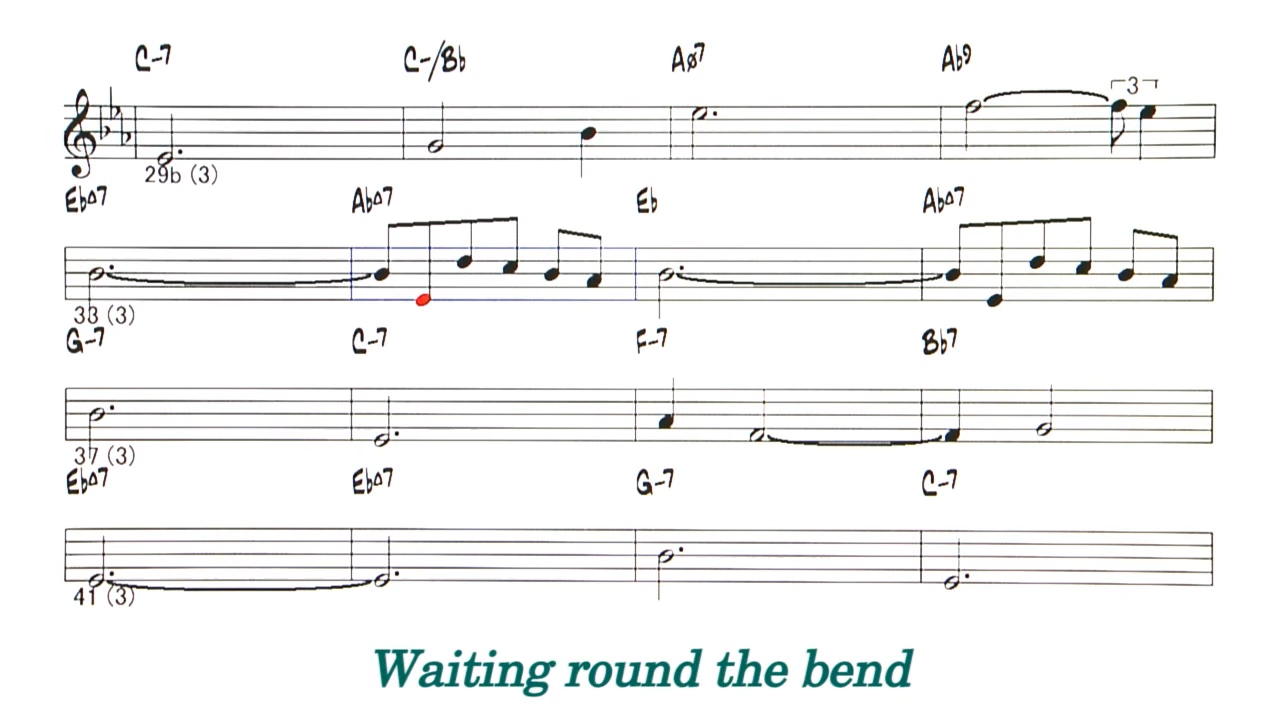 C-7 C-/Bb Aø7 Ab9
3
29b (3)
Eb△7 Ab△7 Eb Ab△7
33 (3)
G-7 C-7 F-7 Bb7
37 (3)
Eb△7 Eb△7 G-7 C-7
41 (3)
Waiting round the bend